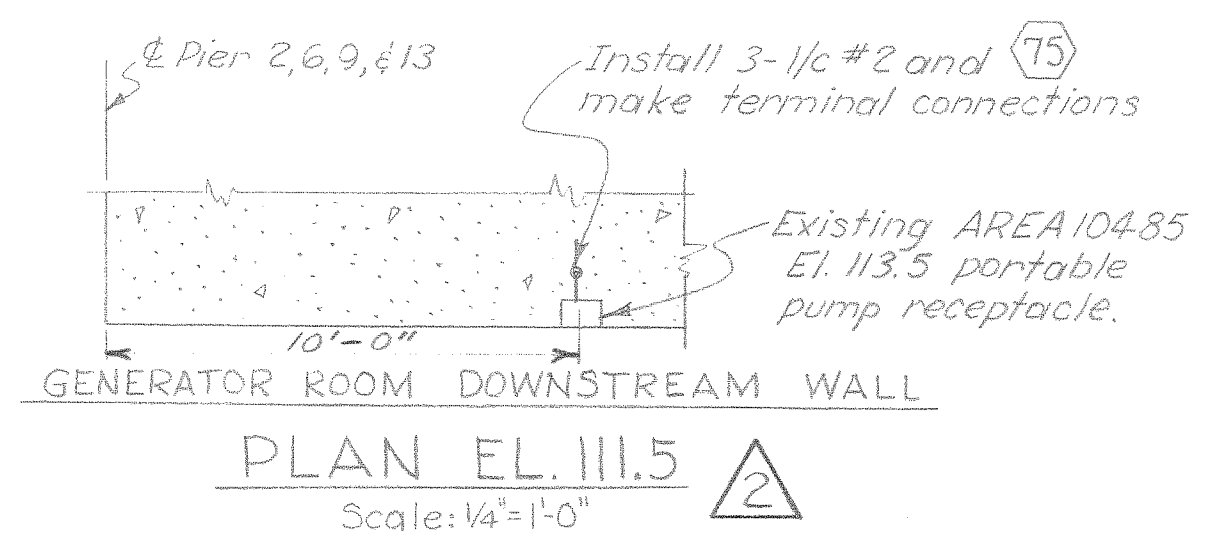 ℄ Pier 2,6,9,&13
Install 3-1/c #2 and 75
make terminal connections
Existing AREA 10485
El. 113.5 portable
pump receptacle.
10'-0"
GENERATOR ROOM DOWNSTREAM WALL
PLAN EL. 111.5
2
Scale: 1/4"=1'-0"